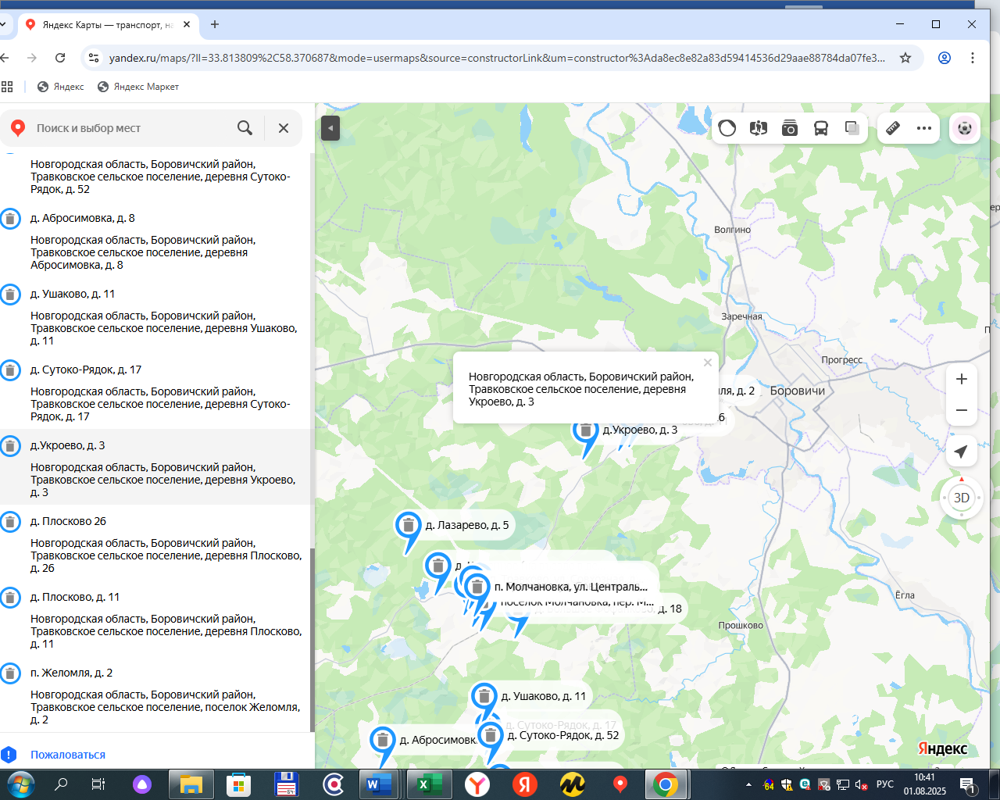 Яндекс Карты — транспорт, на
yandex.ru/maps/?ll=33.813809%2C58.370687&mode=usermaps&source=constructorLink&um=constructor%3Ada8ec8e82a83d59414536d29aae88784da07fe3...
Яндекс
Яндекс Маркет
Поиск и выбор мест
Новгородская область, Боровичский район,
Травковское сельское поселение, деревня Сутоко-
Рядок, д. 52
д. Абросимовка, д. 8
Новгородская область, Боровичский район,
Травковское сельское поселение, деревня
Абросимовка, д. 8
д. Ушаково, д. 11
Новгородская область, Боровичский район,
Травковское сельское поселение, деревня Ушаково,
д. 11
д. Сутоко-Рядок, д. 17
Новгородская область, Боровичский район,
Травковское сельское поселение, деревня Сутоко-
Рядок, д. 17
д.Укроево, д. 3
Новгородская область, Боровичский район,
Травковское сельское поселение, деревня Укроево,
д. 3
д. Плосково 26
Новгородская область, Боровичский район,
Травковское сельское поселение, деревня Плосково,
д. 26
д. Плосково, д. 11
Новгородская область, Боровичский район,
Травковское сельское поселение, деревня Плосково,
д. 11
п. Желомля, д. 2
Новгородская область, Боровичский район,
Травковское сельское поселение, поселок Желомля,
д. 2
Пожаловаться
Волгино
Заречная
Прогресс
Боровичи
Новгородская область, Боровичский район,
Травковское сельское поселение, деревня
Укроево, д. 3
ля, д. 2
6
д.Укроево, д. 3
3D
д. Лазарево, д. 5
д.
п. Молчановка, ул. Централь...
поселок Молчановка, пер. М...
д. 18
Ёгла
Прошково
д. Ушаково, д. 11
д. Сутоко-Рядок, д. 17
д. Сутоко-Рядок, д. 52
д. Абросимовк
Яндекс
64
РУС
10:41
01.08.2025
1